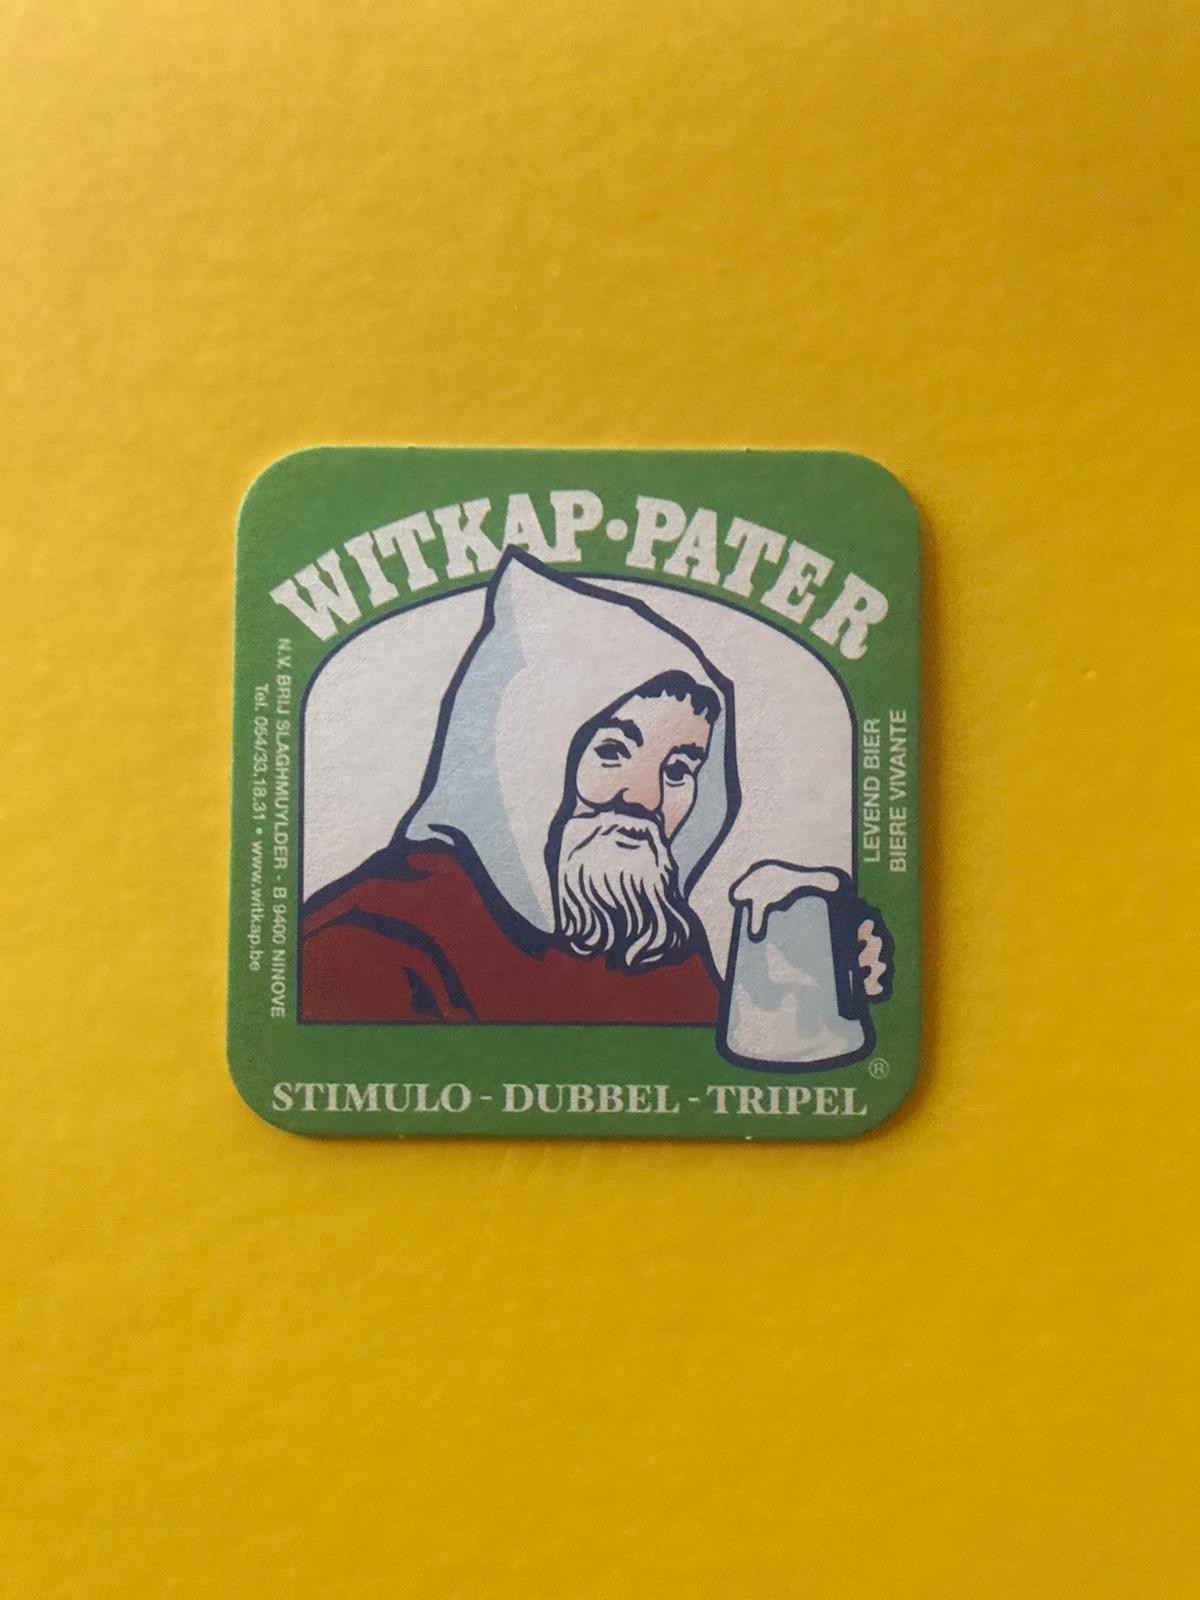 WITKAP·PATER
N.V. BRIJ SLAGHMUYLDER - B 9400 NINOVE
Tel. 054/33.18.31 • www.witkap.be
LEVEND BIER
BIERE VIVANTE
®
STIMULO - DUBBEL - TRIPEL